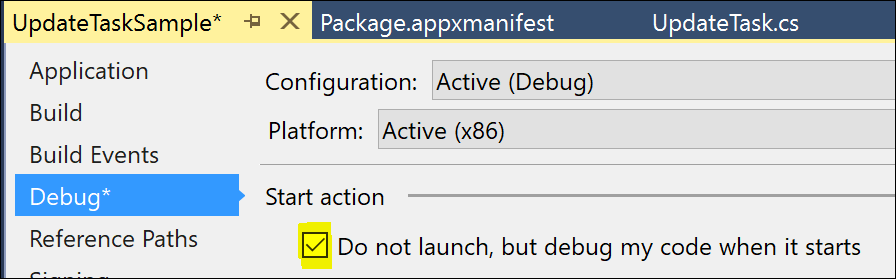 UpdateTaskSample* Package.appxmanifest UpdateTask.cs
Application
Build
Build Events
Debug*
Reference Paths
Signing
Configuration: Active (Debug)
Platform: Active (x86)
Start action
Do not launch, but debug my code when it starts